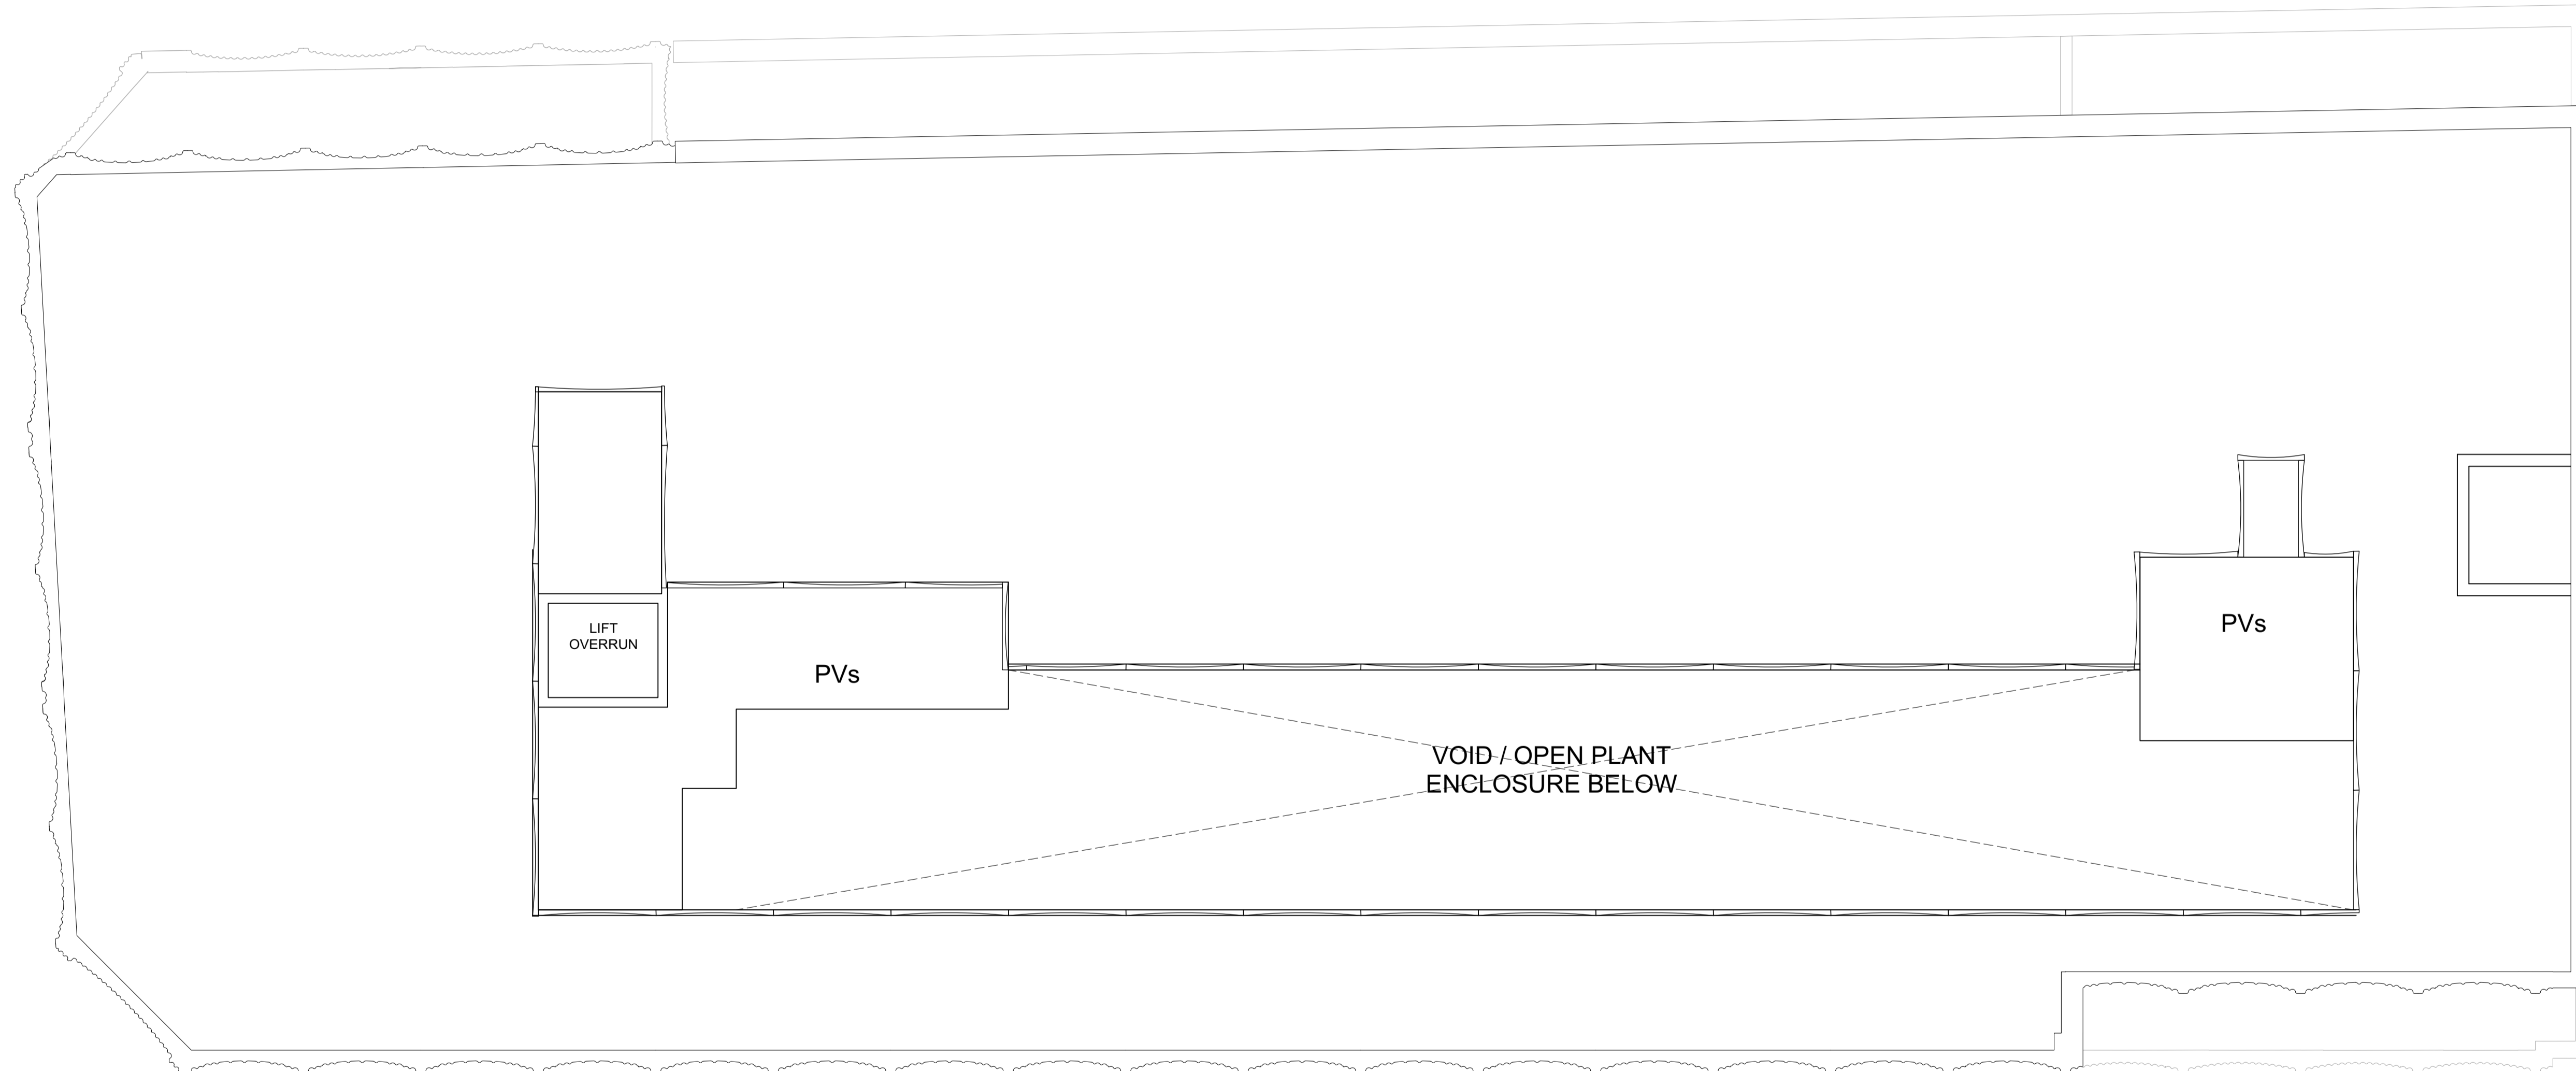 LIFT
OVERRUN
PVs
PVs
VOID / OPEN PLANT
ENCLOSURE BELOW